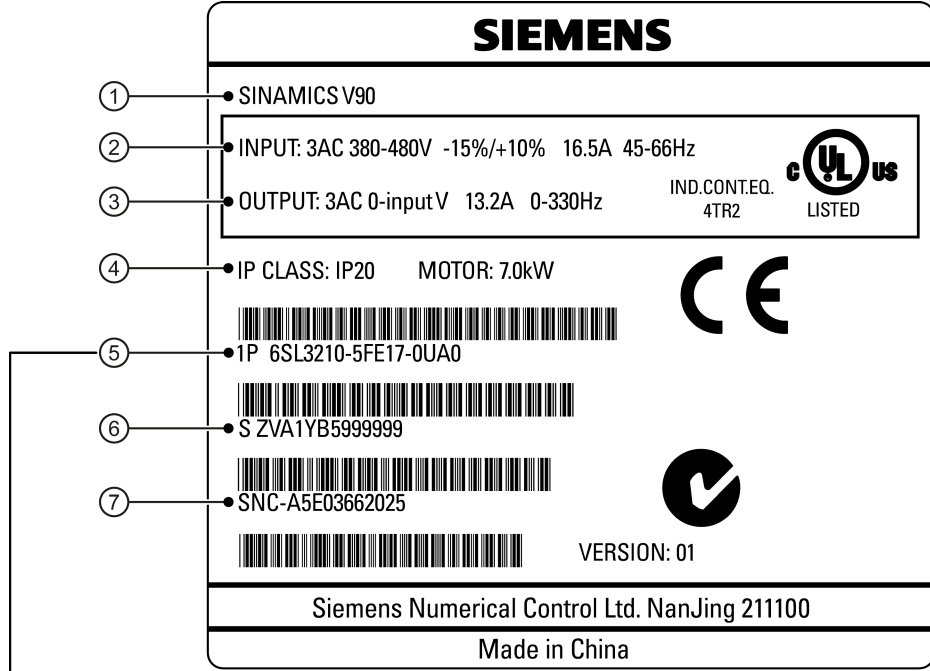 SIEMENS
① SINAMICS V90
② INPUT: 3AC 380-480V -15%/+10% 16.5A 45-66Hz
③ OUTPUT: 3AC 0-input V 13.2A 0-330Hz
IND.CONT.EQ.
4TR2
C UL US
LISTED
④ IP CLASS: IP20 MOTOR: 7.0kW
CE
⑤ 1P 6SL3210-5FE17-0UA0
⑥ S ZVA1YB5999999
⑦ SNC-A5E03662025
VERSION: 01
Siemens Numerical Control Ltd. NanJing 211100
Made in China